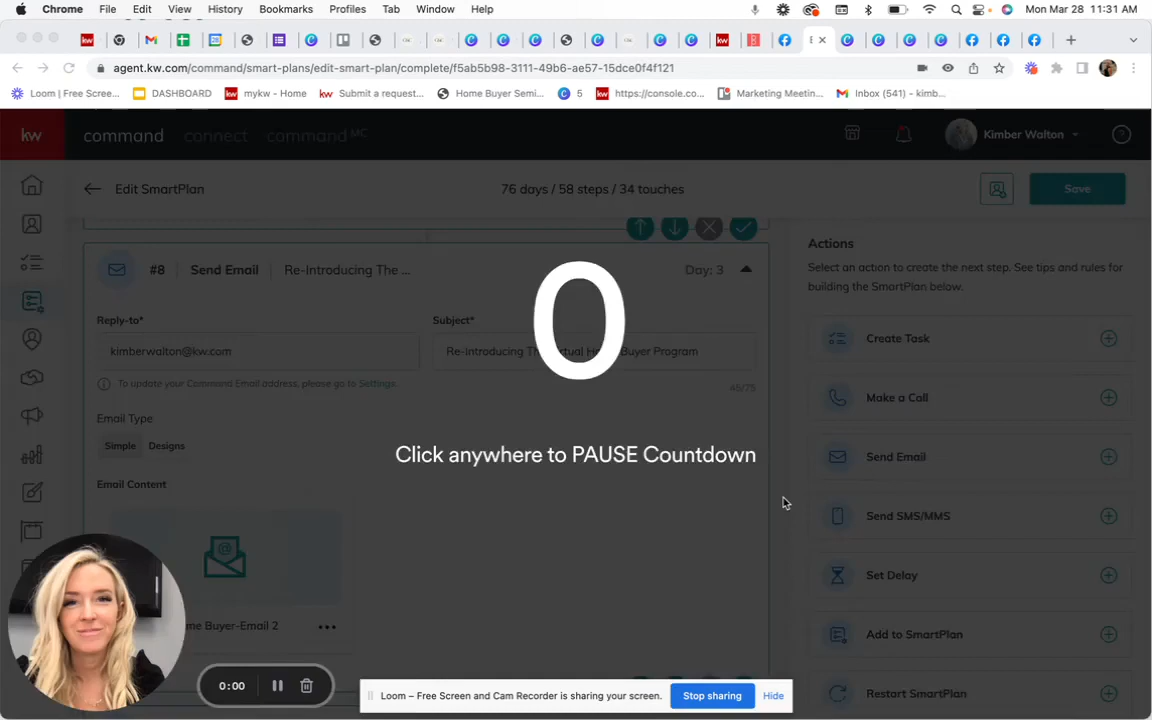 Chrome File Edit View History Bookmarks Profiles Tab Window Help Mon Mar 28 11:31 AM
agent.kw.com/command/smart-plans/edit-smart-plan/complete/f5ab5b98-3111-49b6-ae57-15dce0f4f121
Loom | Free Scree... DASHBOARD mykw - Home Submit a request... Home Buyer Semi... 5 https://console.co... Marketing Meetin... Inbox (541) - kimb...
kw command connect command MC Kimber Walton
Edit SmartPlan 76 days / 58 steps / 34 touches Save
#8 Send Email Re-Introducing The ... Day: 3
Reply-to* Subject*
kimberwalton@kw.com
Buyer Program
To update your Command Email address, please go to Settings. 45/75
Email Type
Simple Designs
Email Content
me Buyer-Email 2
0
Click anywhere to PAUSE Countdown
Actions
Select an action to create the next step. See tips and rules for
building the SmartPlan below.
Create Task
Make a Call
Send Email
Send SMS/MMS
Set Delay
Add to SmartPlan
Restart SmartPlan
0:00
Loom – Free Screen and Cam Recorder is sharing your screen. Stop sharing Hide